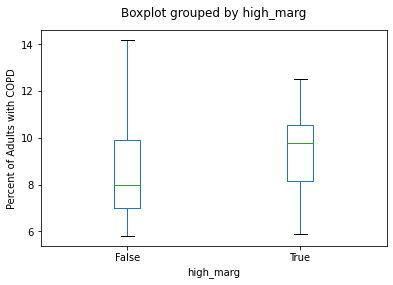 Boxplot grouped by high_marg
Percent of Adults with COPD
14
12
10
8
6
False
True
high_marg